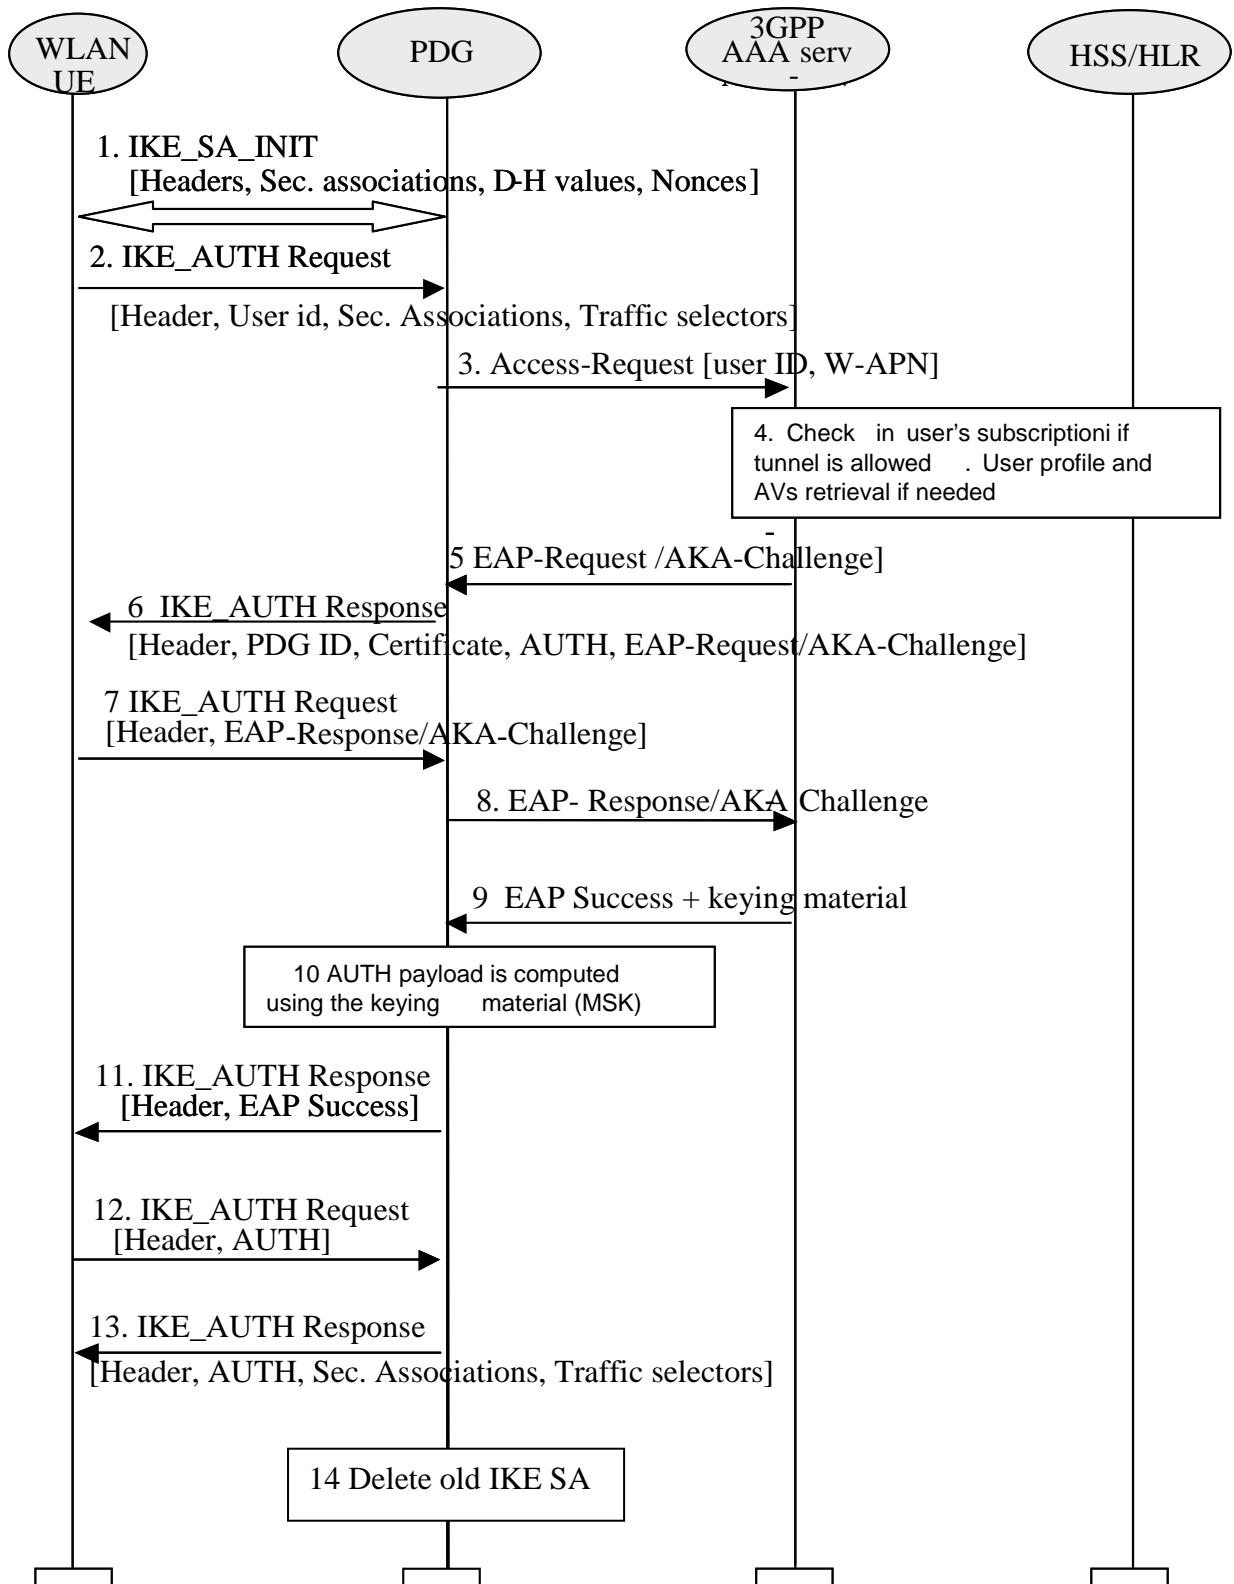 WLAN
UE
PDG
3GPP
AAA serv
-
HSS/HLR
1. IKE_SA_INIT
[Headers, Sec. associations, D-H values, Nonces]
2. IKE_AUTH Request
[Header, User id, Sec. Associations, Traffic selectors]
3. Access-Request [user ID, W-APN]
4. Check in user's subscriptioni if
tunnel is allowed . User profile and
AVs retrieval if needed
-
5 EAP-Request /AKA-Challenge]
6 IKE_AUTH Response
[Header, PDG ID, Certificate, AUTH, EAP-Request/AKA-Challenge]
7 IKE_AUTH Request
[Header, EAP-Response/AKA-Challenge]
8. EAP- Response/AKA- Challenge
9 EAP Success + keying material
10 AUTH payload is computed
using the keying material (MSK)
11. IKE_AUTH Response
[Header, EAP Success]
12. IKE_AUTH Request
[Header, AUTH]
13. IKE_AUTH Response
[Header, AUTH, Sec. Associations, Traffic selectors]
14 Delete old IKE SA